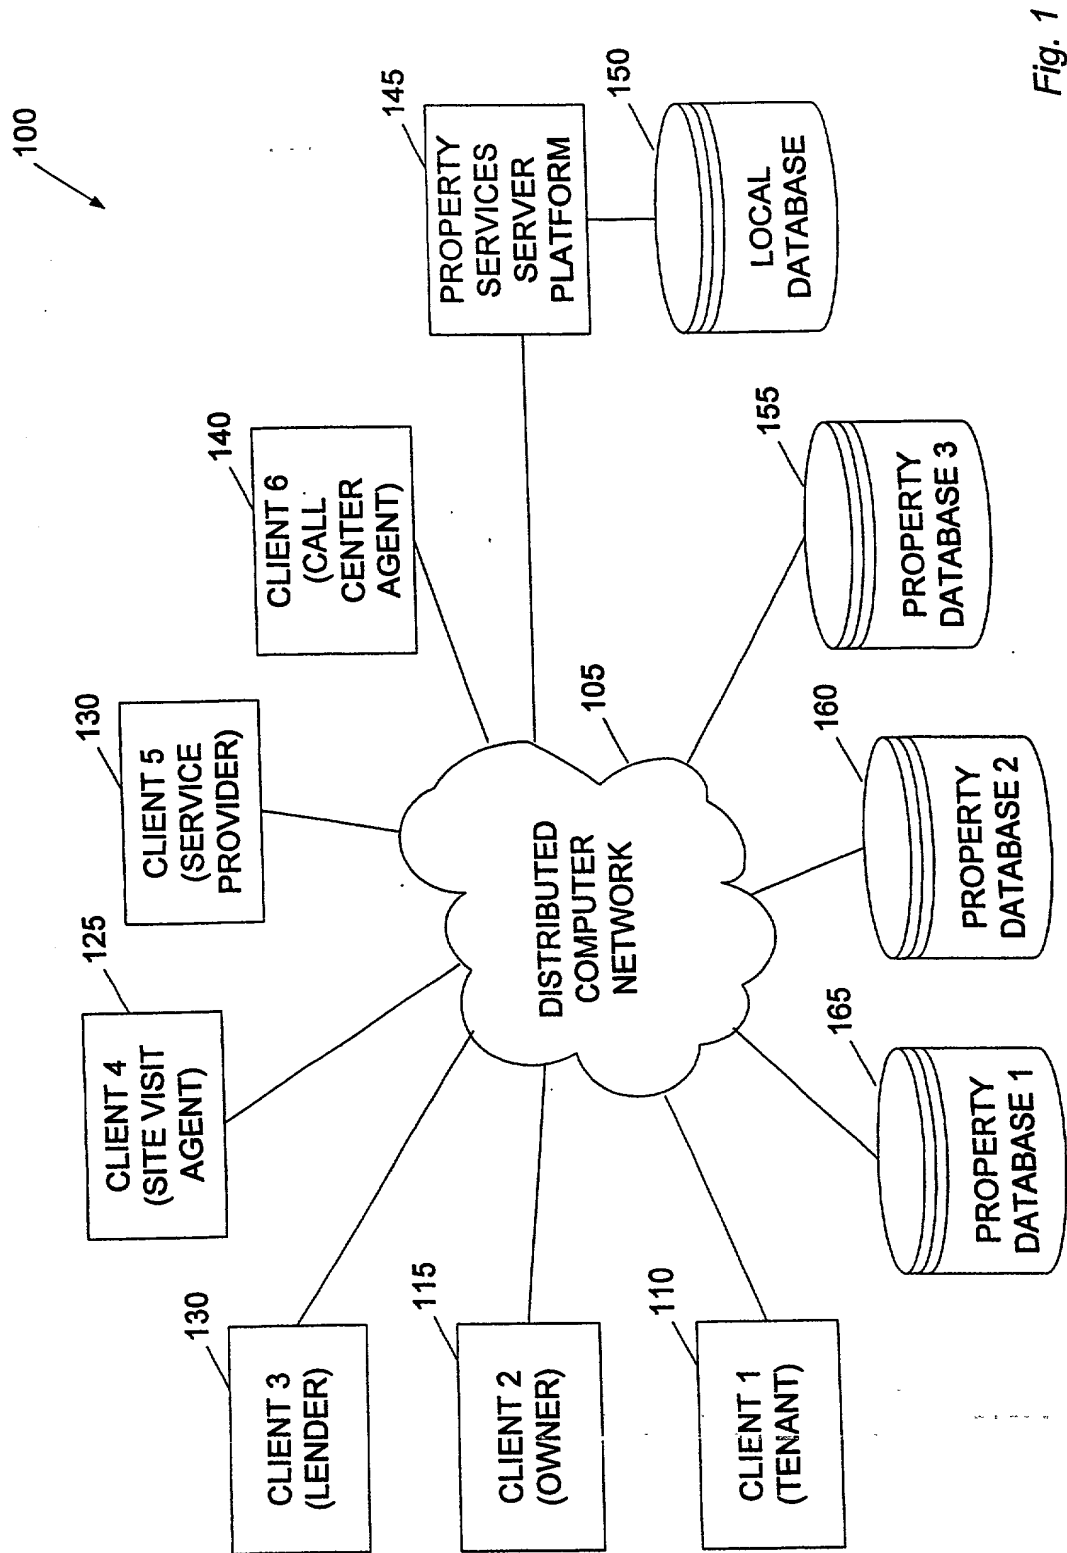 100
CLIENT 4
(SITE VISIT
AGENT)
125
CLIENT 5
(SERVICE
PROVIDER)
130
CLIENT 6
(CALL
CENTER
AGENT)
140
PROPERTY
SERVICES
SERVER
PLATFORM
145
CLIENT 3
(LENDER)
130
CLIENT 2
(OWNER)
115
CLIENT 1
(TENANT)
110
DISTRIBUTED
COMPUTER
NETWORK
105
LOCAL
DATABASE
150
PROPERTY
DATABASE 1
165
PROPERTY
DATABASE 2
160
PROPERTY
DATABASE 3
155
Fig. 1